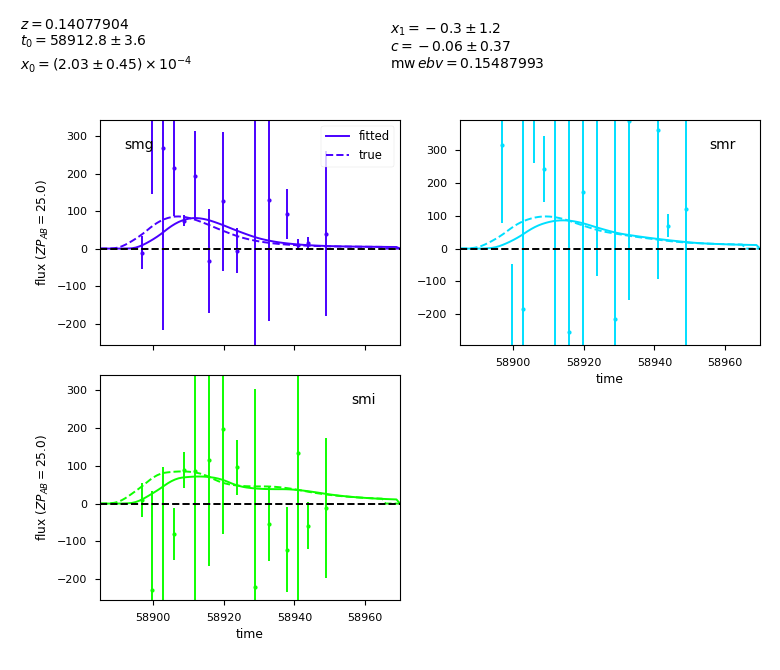 z = 0.14077904
t₀ = 58912.8 ± 3.6
x₀ = (2.03 ± 0.45) × 10⁻⁴
x₁ = −0.3 ± 1.2
c = −0.06 ± 0.37
mw ebv = 0.15487993
smg
fitted
true
300
200
100
0
−100
−200
flux (ZP_AB = 25.0)
smr
300
200
100
0
−100
−200
58900 58920 58940 58960
time
smi
300
200
100
0
−100
−200
flux (ZP_AB = 25.0)
58900 58920 58940 58960
time